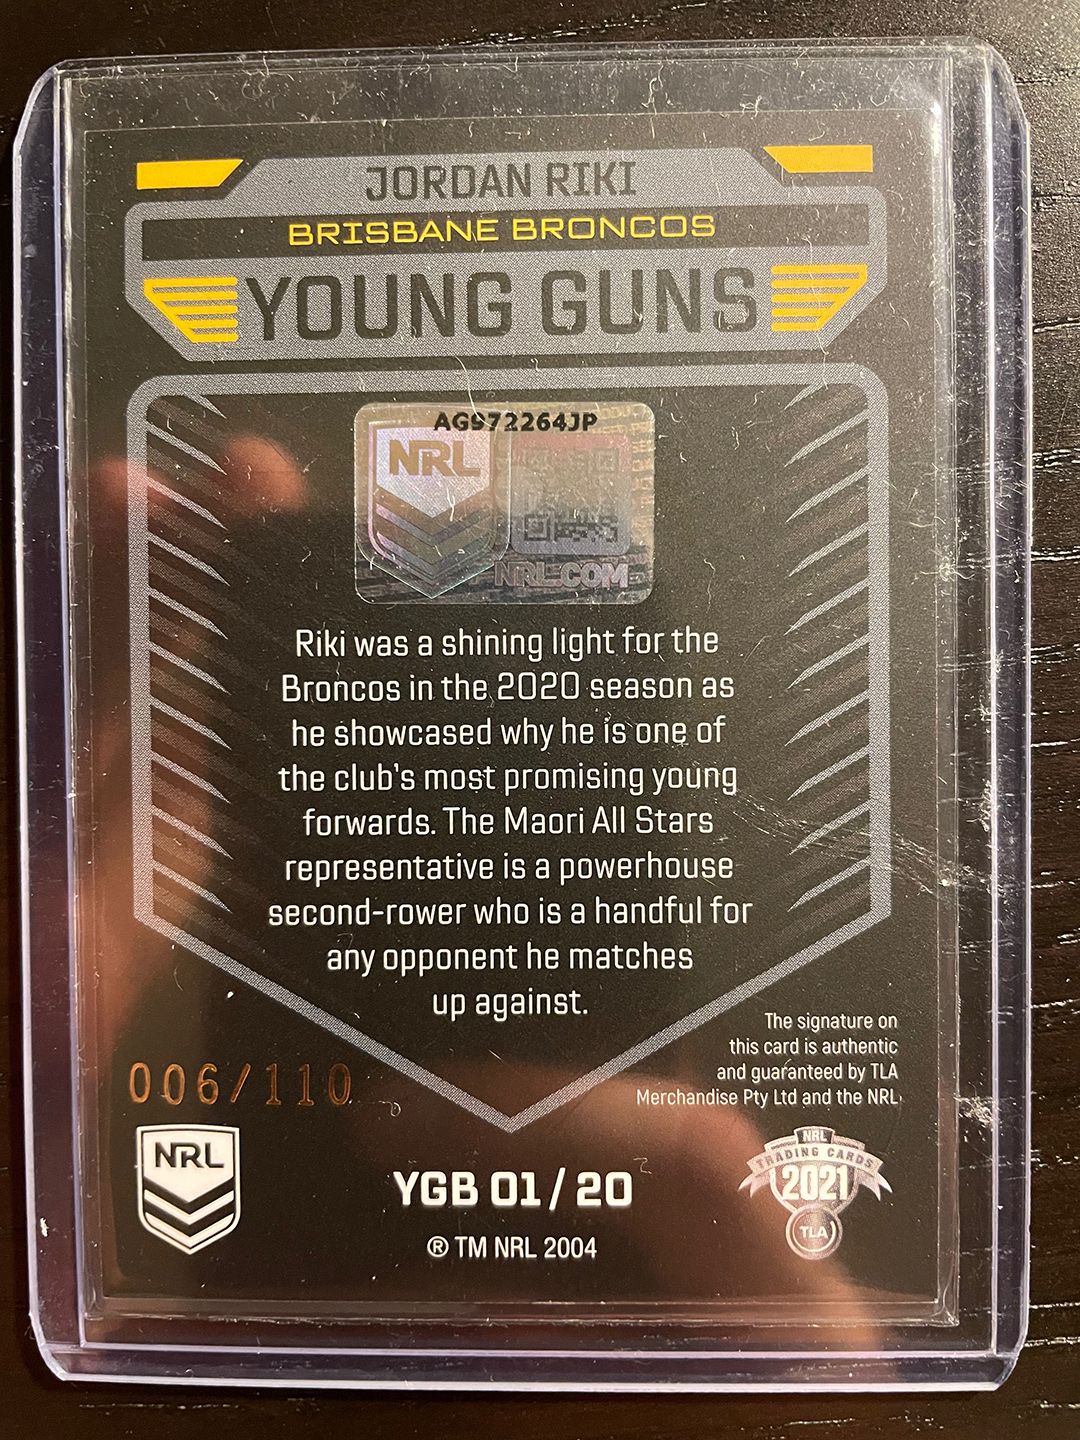 JORDAN RIKI
BRISBANE BRONCOS
YOUNG GUNS
AG972264JP
NRL
NRL.COM
Riki was a shining light for the
Broncos in the 2020 season as
he showcased why he is one of
the club's most promising young
forwards. The Maori All Stars
representative is a powerhouse
second-rower who is a handful for
any opponent he matches
up against.
The signature on
this card is authentic
and guaranteed by TLA
Merchandise Pty Ltd and the NRL
006/110
NRL
YGB 01/20
® TM NRL 2004
NRL
TRADING CARDS
2021
TLA